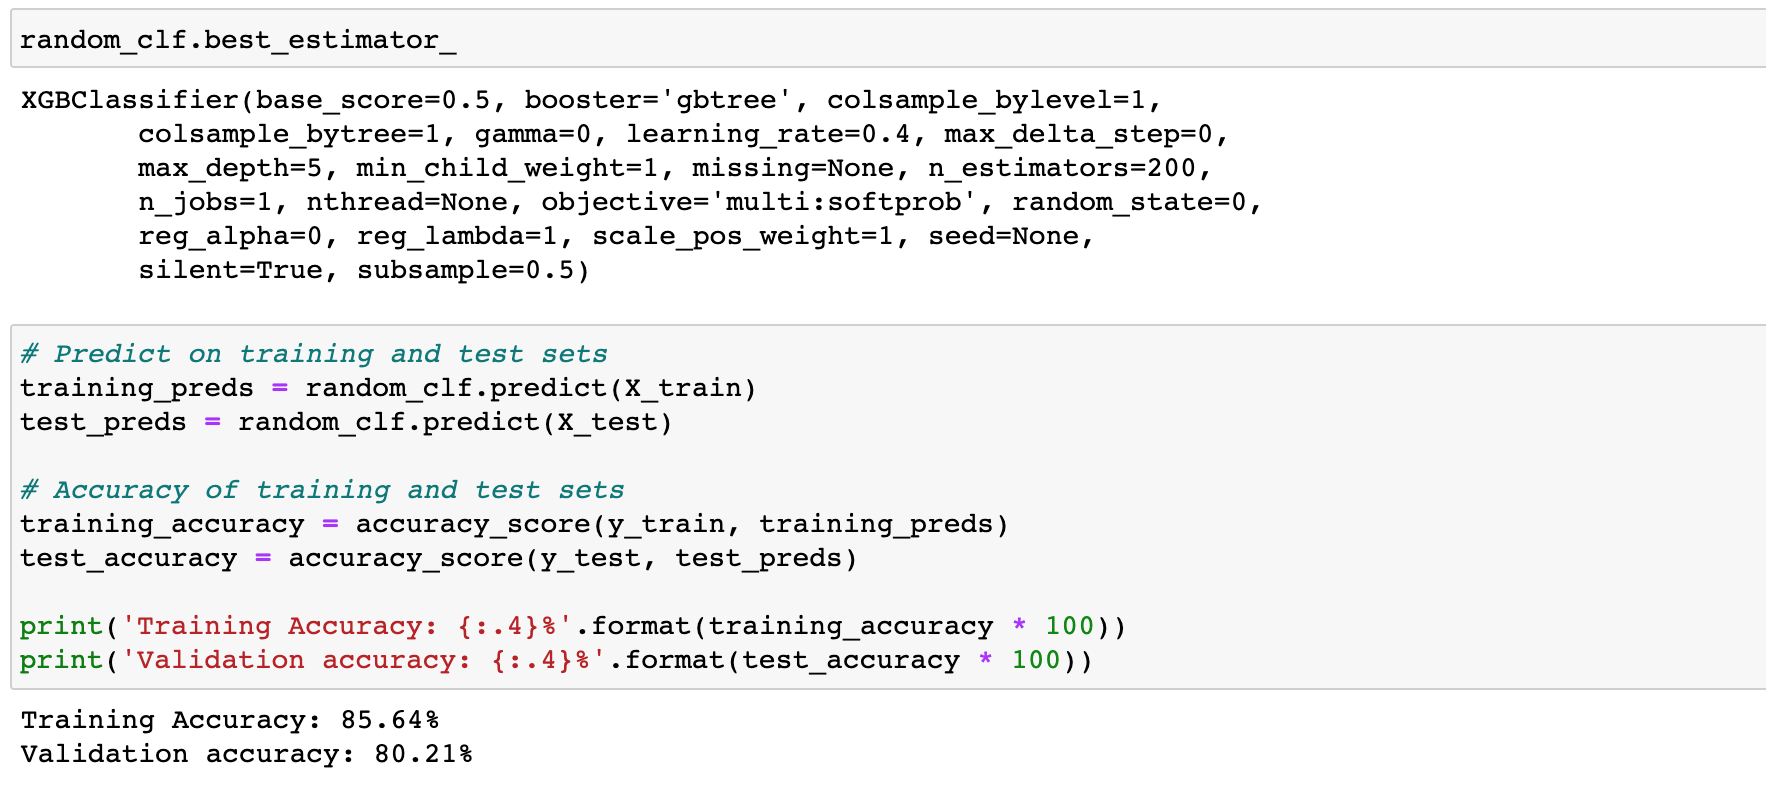 random_clf.best_estimator_
XGBClassifier(base_score=0.5, booster='gbtree', colsample_bylevel=1,
       colsample_bytree=1, gamma=0, learning_rate=0.4, max_delta_step=0,
       max_depth=5, min_child_weight=1, missing=None, n_estimators=200,
       n_jobs=1, nthread=None, objective='multi:softprob', random_state=0,
       reg_alpha=0, reg_lambda=1, scale_pos_weight=1, seed=None,
       silent=True, subsample=0.5)
# Predict on training and test sets
training_preds = random_clf.predict(X_train)
test_preds = random_clf.predict(X_test)
# Accuracy of training and test sets
training_accuracy = accuracy_score(y_train, training_preds)
test_accuracy = accuracy_score(y_test, test_preds)
print('Training Accuracy: {:.4}%'.format(training_accuracy * 100))
print('Validation accuracy: {:.4}%'.format(test_accuracy * 100))
Training Accuracy: 85.64%
Validation accuracy: 80.21%